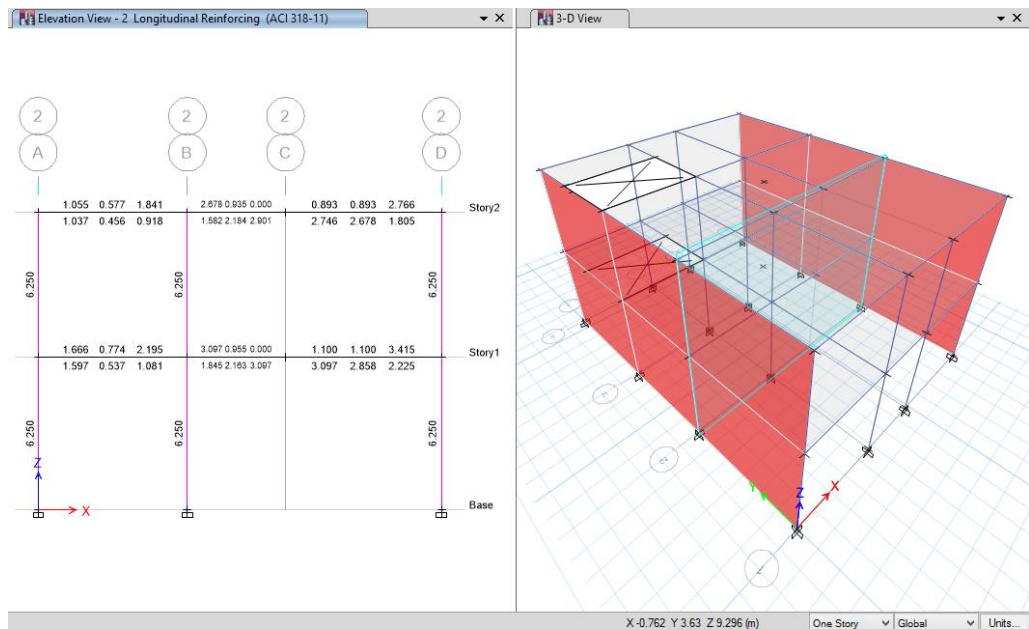 Elevation View - 2 Longitudinal Reinforcing (ACI 318-11)
3-D View
2 2 2 2
A B C D
1.055 0.577 1.841 2.678 0.935 0.000 0.893 0.893 2.766
Story2
1.037 0.456 0.918 1.582 2.184 2.901 2.746 2.678 1.805
6.250 6.250 6.250
1.666 0.774 2.195 3.097 0.955 0.000 1.100 1.100 3.415
Story1
1.597 0.537 1.081 1.845 2.163 3.097 3.097 2.858 2.225
6.250 6.250 6.250
Z
X
Base
Y
Z
X
X -0.762 Y 3.63 Z 9.296 (m)
One Story
Global
Units...